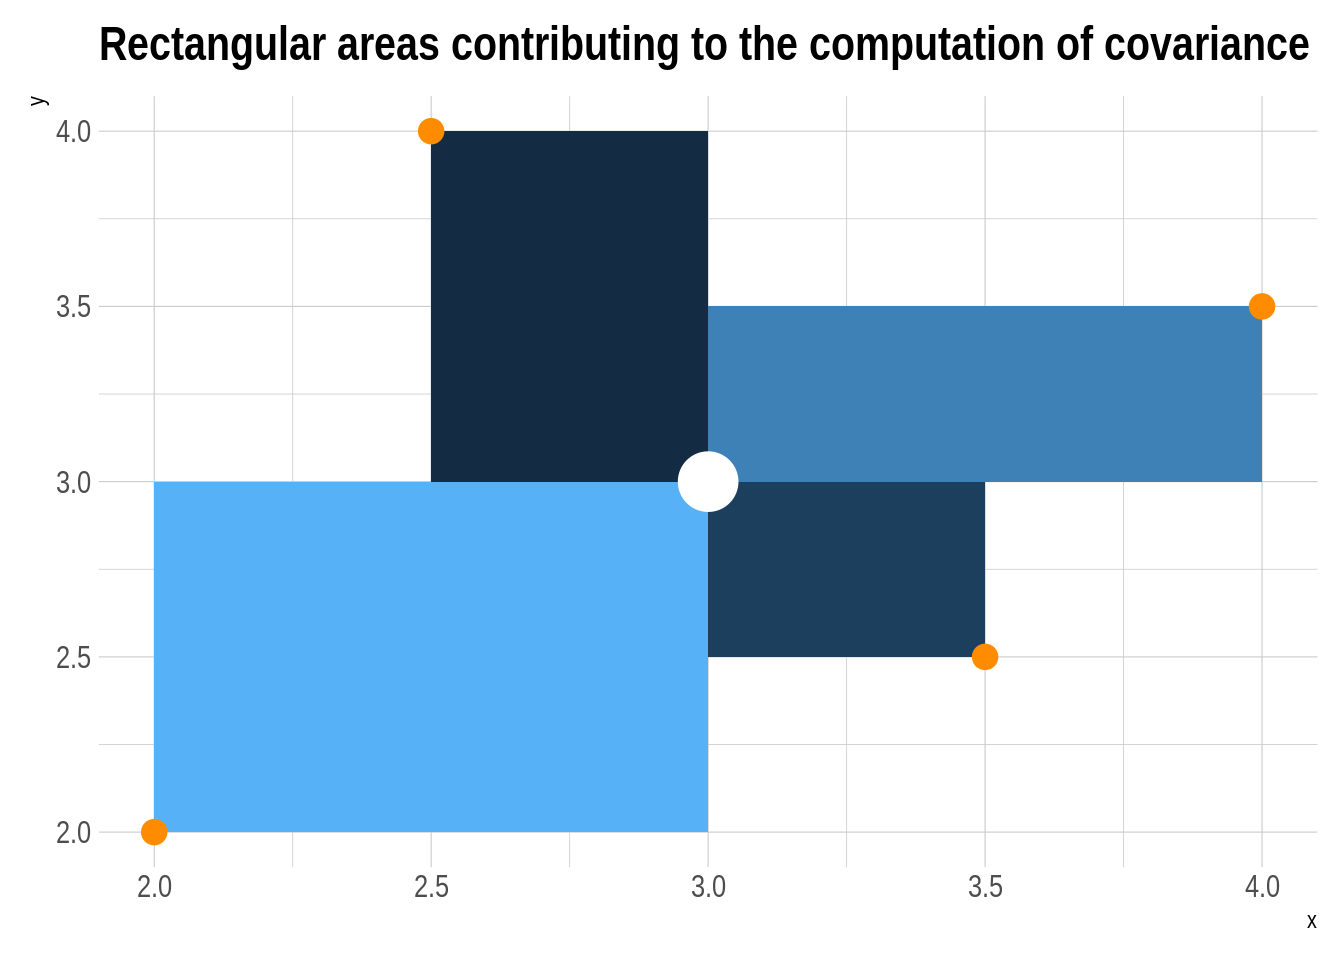 Rectangular areas contributing to the computation of covariance
y
4.0
3.5
3.0
2.5
2.0
2.0 2.5 3.0 3.5 4.0
x